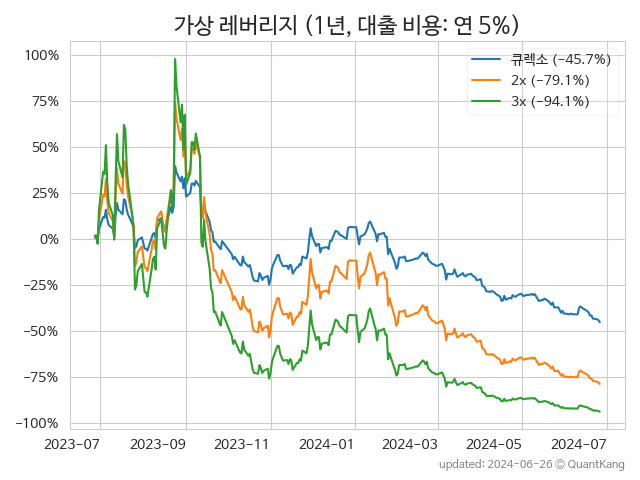 가상 레버리지 (1년, 대출 비용: 연 5%)
큐렉소 (−45.7%)
2x (−79.1%)
3x (−94.1%)
100%
75%
50%
25%
0%
−25%
−50%
−75%
−100%
2023-07 2023-09 2023-11 2024-01 2024-03 2024-05 2024-07
updated: 2024-06-26 ⓒ QuantKang